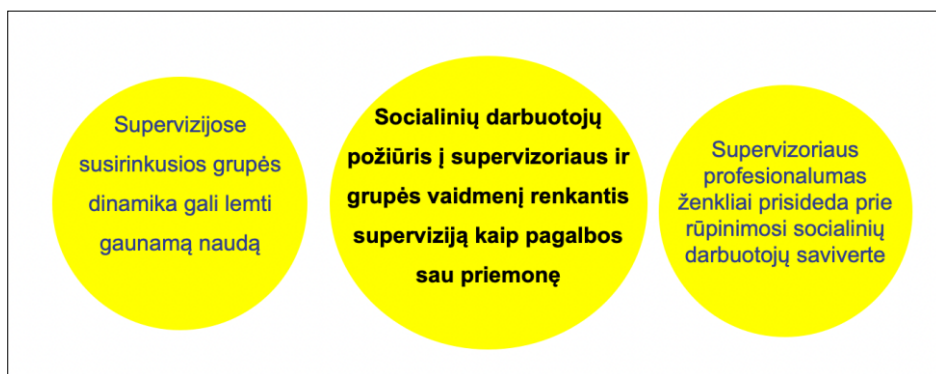 Supervizijose
susirinkusios grupės
dinamika gali lemti
gaunamą naudą
Socialinių darbuotojų
požiūris į supervizoriaus ir
grupės vaidmenį renkantis
superviziją kaip pagalbos
sau priemonę
Supervizoriaus
profesionalumas
ženkliai prisideda prie
rūpinimosi socialinių
darbuotojų saviverte